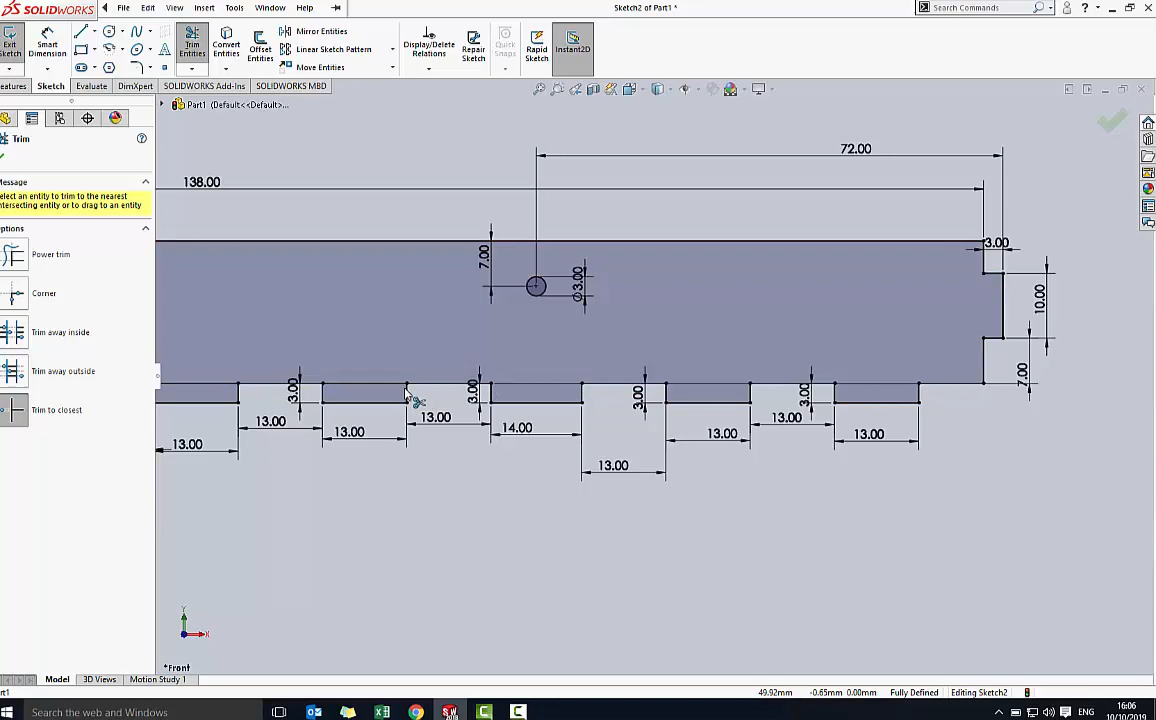 SOLIDWORKS
File Edit View Insert Tools Window Help
Sketch2 of Part1 *
Search Commands
?
Exit Sketch
Smart Dimension
Trim Entities
Convert Entities
Offset Entities
Mirror Entities
Linear Sketch Pattern
Move Entities
Display/Delete Relations
Repair Sketch
Quick Snaps
Rapid Sketch
Instant2D
eatures Sketch Evaluate DimXpert SOLIDWORKS Add-Ins SOLIDWORKS MBD
Part1 (Default<<Default>...
Trim
?
Message
elect an entity to trim to the nearest
ntersecting entity or to drag to an entity
Options
Power trim
Corner
Trim away inside
Trim away outside
Trim to closest
72.00
138.00
3.00
7.00
∅3.00
10.00
7.00
3.00
3.00
3.00
3.00
13.00
13.00
13.00
13.00
14.00
13.00
13.00
13.00
13.00
Y
X
*Front
Model 3D Views Motion Study 1
rt1
49.92mm -0.65mm 0.00mm Fully Defined Editing Sketch2
Search the web and Windows
ENG
16:06
10/10/2019